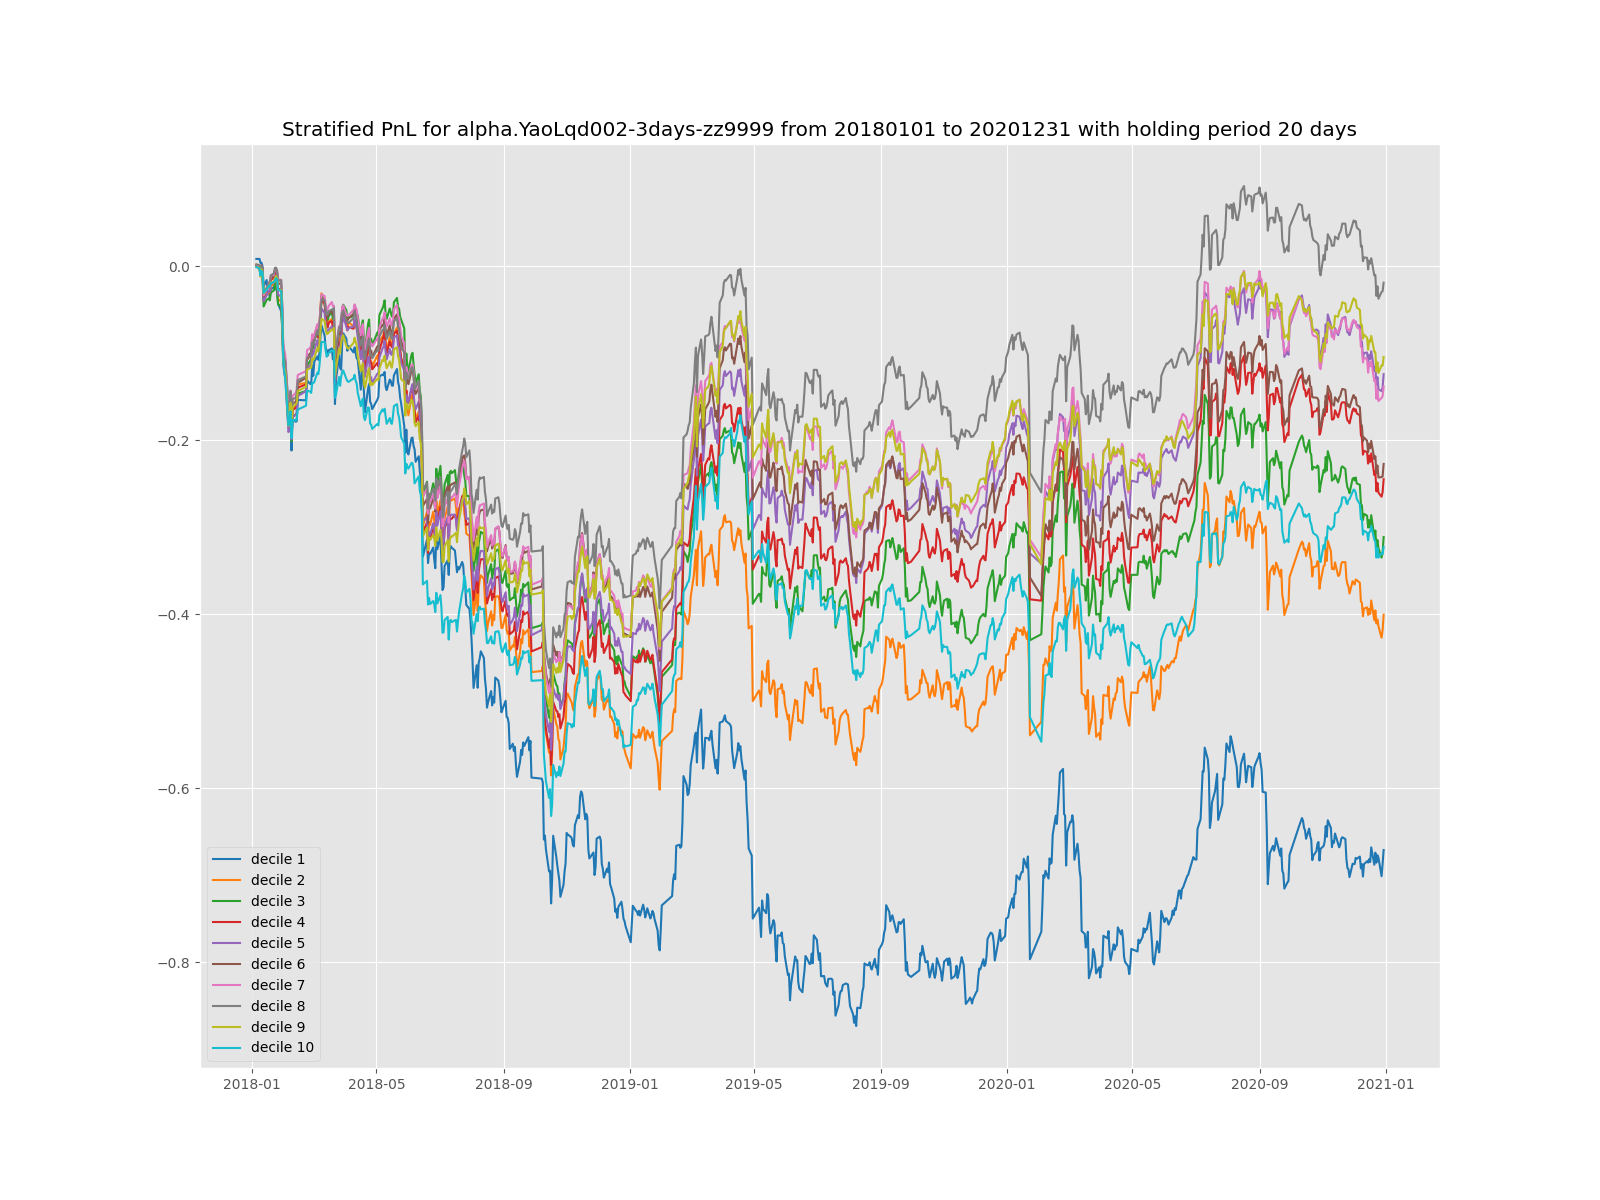 Stratified PnL for alpha.YaoLqd002-3days-zz9999 from 20180101 to 20201231 with holding period 20 days
0.0
−0.2
−0.4
−0.6
−0.8
decile 1
decile 2
decile 3
decile 4
decile 5
decile 6
decile 7
decile 8
decile 9
decile 10
2018-01 2018-05 2018-09 2019-01 2019-05 2019-09 2020-01 2020-05 2020-09 2021-01